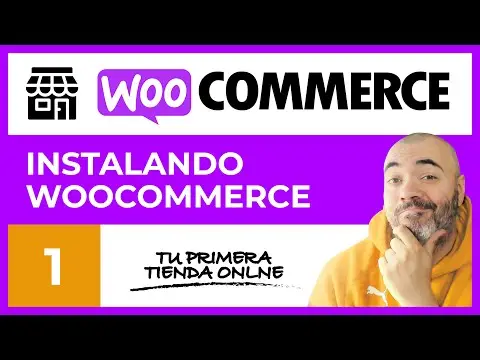 WOO COMMERCE
INSTALANDO
WOOCOMMERCE
1
TU PRIMERA
TIENDA ONLNE